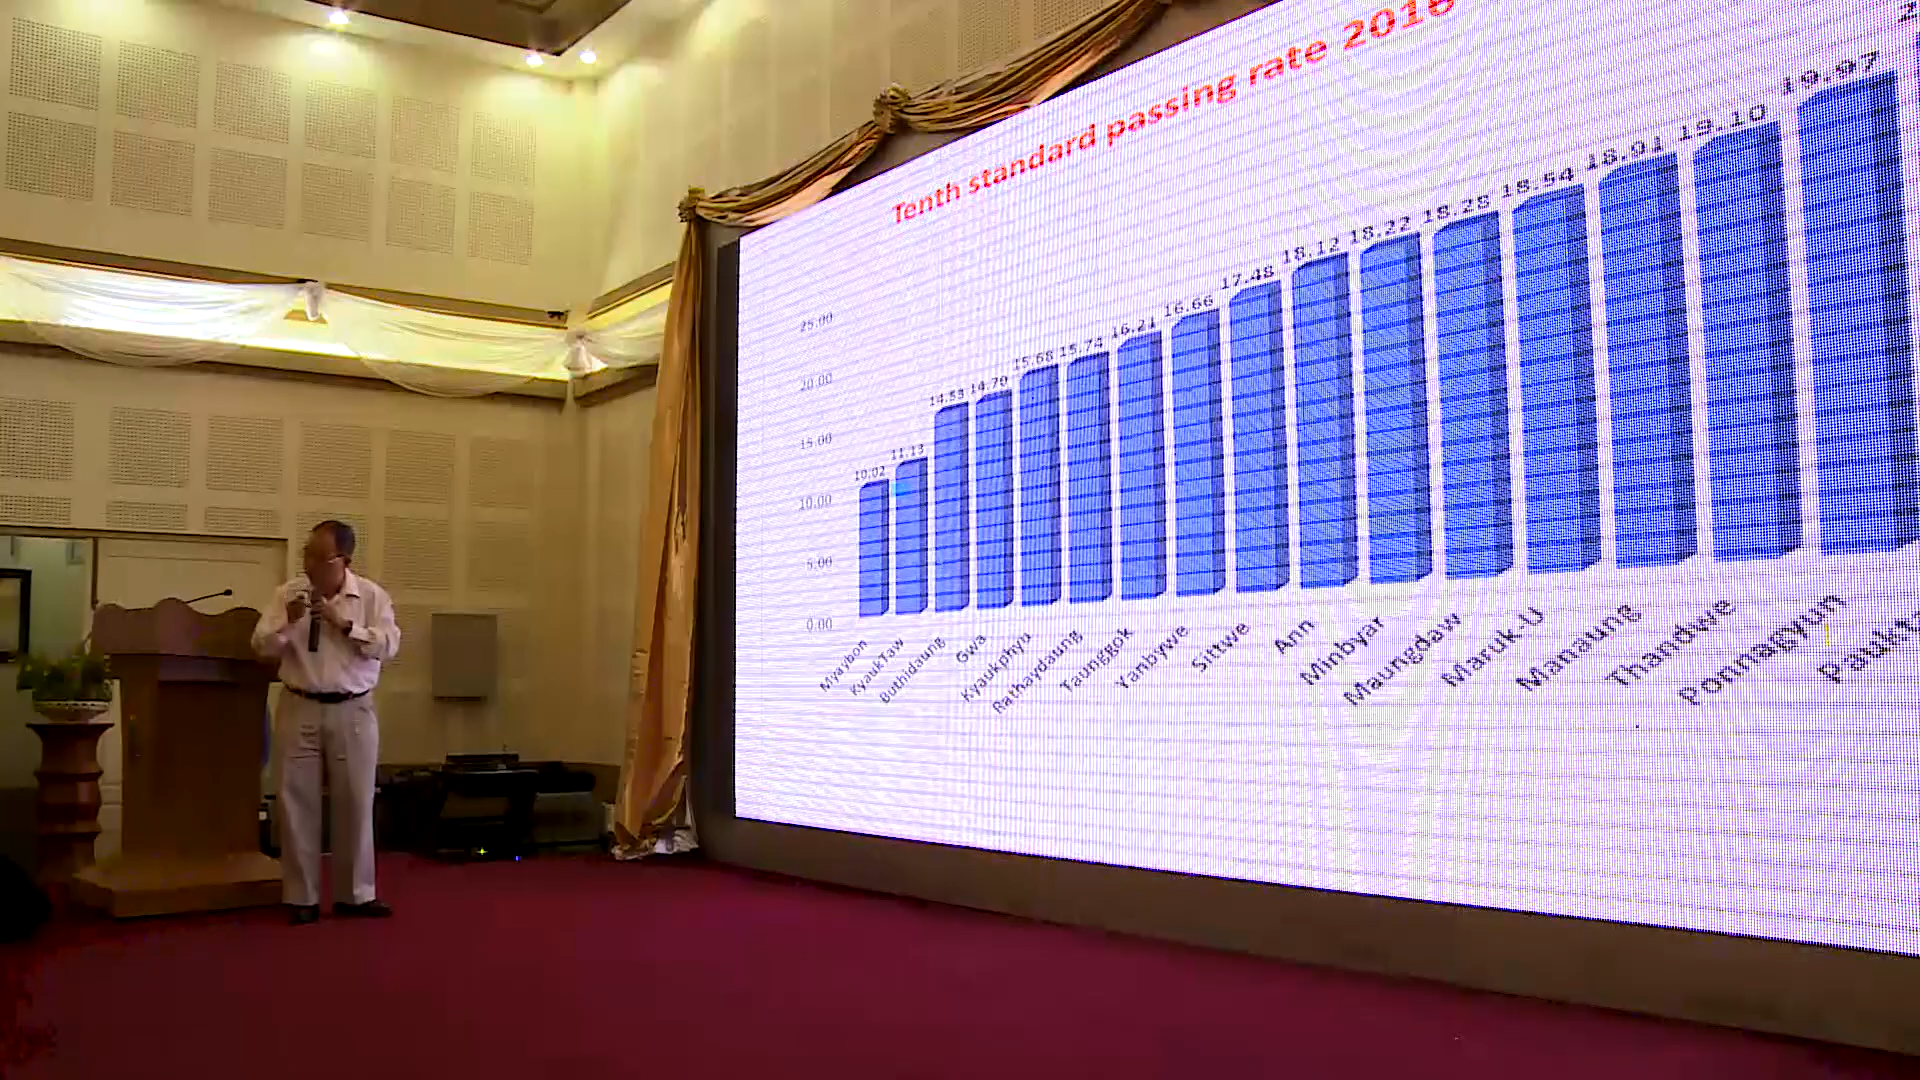 Tenth standard passing rate 2016
25.00
20.00
15.00
10.00
5.00
0.00
10.02 11.13 14.53 14.79 15.68 15.74 16.21 16.66 17.48 18.12 18.22 18.28 18.54 18.91 19.10 19.97
Myaybon KyaukTaw Buthidaung Gwa Kyaukphyu Rathaydaung Taunggok Yanbywe Sittwe Ann Minbyar Maungdaw Maruk-U Manaung Thandwe Ponnagyun